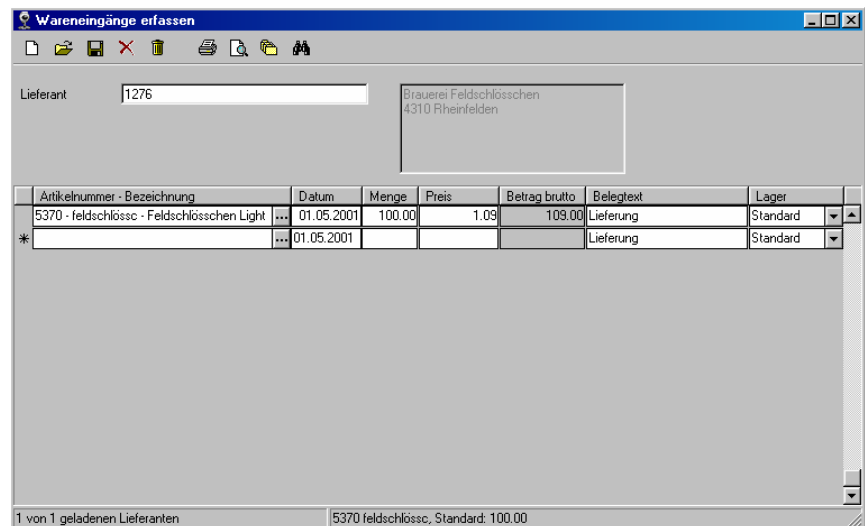 Wareneingänge erfassen
Lieferant 1276 Brauerei Feldschlösschen
4310 Rheinfelden
Artikelnummer - Bezeichnung Datum Menge Preis Betrag brutto Belegtext Lager
5370 - feldschlössc - Feldschlösschen Light ... 01.05.2001 100.00 1.09 109.00 Lieferung Standard
* ... 01.05.2001 Lieferung Standard
1 von 1 geladenen Lieferanten 5370 feldschlössc, Standard: 100.00